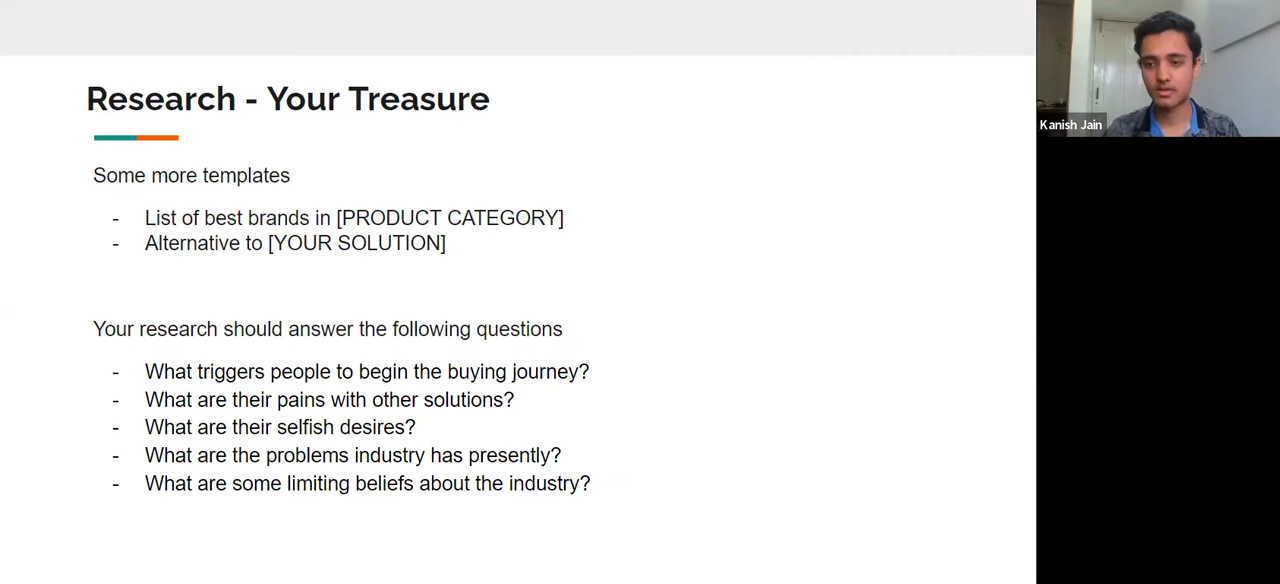 Research - Your Treasure
Some more templates
- List of best brands in [PRODUCT CATEGORY]
- Alternative to [YOUR SOLUTION]
Your research should answer the following questions
- What triggers people to begin the buying journey?
- What are their pains with other solutions?
- What are their selfish desires?
- What are the problems industry has presently?
- What are some limiting beliefs about the industry?
Kanish Jain